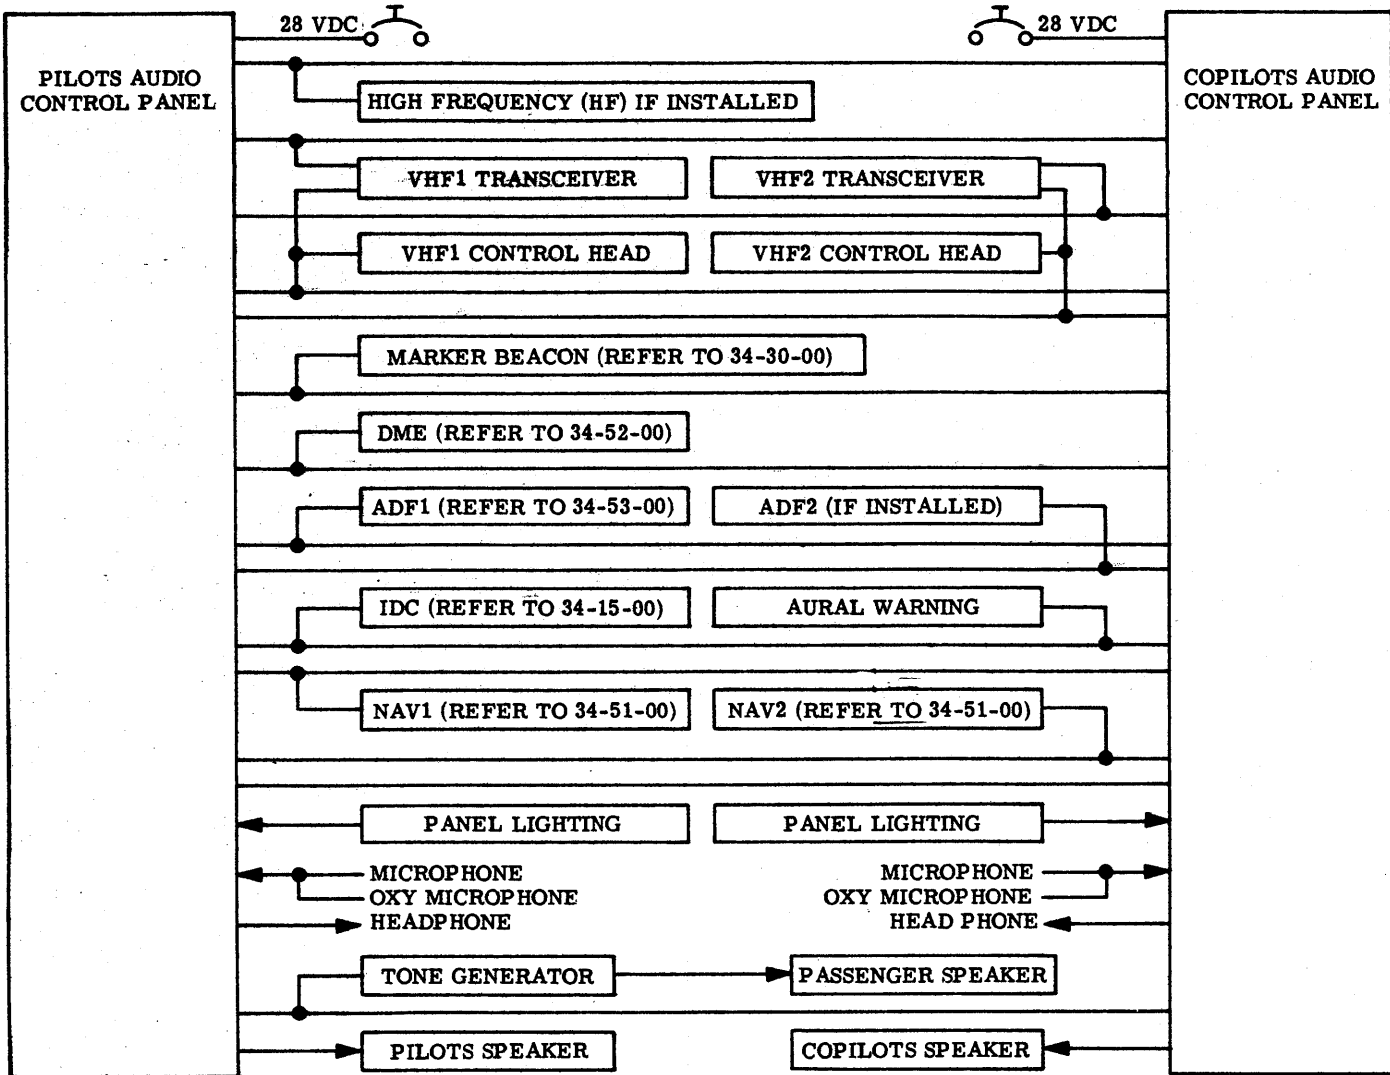 28 VDC
28 VDC
PILOTS AUDIO
CONTROL PANEL
COPILOTS AUDIO
CONTROL PANEL
HIGH FREQUENCY (HF) IF INSTALLED
VHF1 TRANSCEIVER
VHF2 TRANSCEIVER
VHF1 CONTROL HEAD
VHF2 CONTROL HEAD
MARKER BEACON (REFER TO 34-30-00)
DME (REFER TO 34-52-00)
ADF1 (REFER TO 34-53-00)
ADF2 (IF INSTALLED)
IDC (REFER TO 34-15-00)
AURAL WARNING
NAV1 (REFER TO 34-51-00)
NAV2 (REFER TO 34-51-00)
PANEL LIGHTING
PANEL LIGHTING
MICROPHONE
MICROPHONE
OXY MICROPHONE
OXY MICROPHONE
HEADPHONE
HEAD PHONE
TONE GENERATOR
PASSENGER SPEAKER
PILOTS SPEAKER
COPILOTS SPEAKER